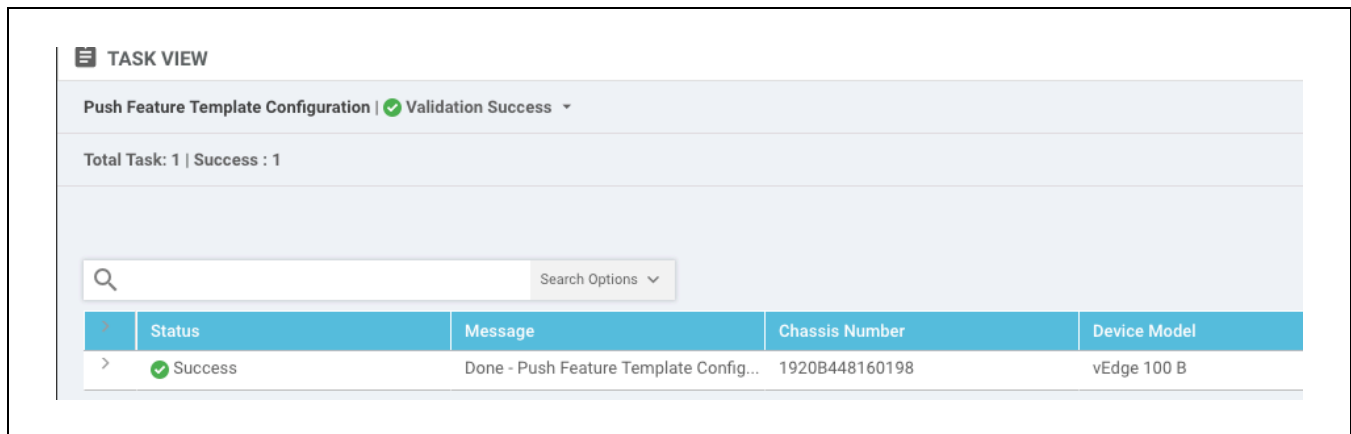 TASK VIEW
Push Feature Template Configuration | Validation Success
Total Task: 1 | Success : 1
Search Options
Status Message Chassis Number Device Model
Success Done - Push Feature Template Config... 1920B448160198 vEdge 100 B